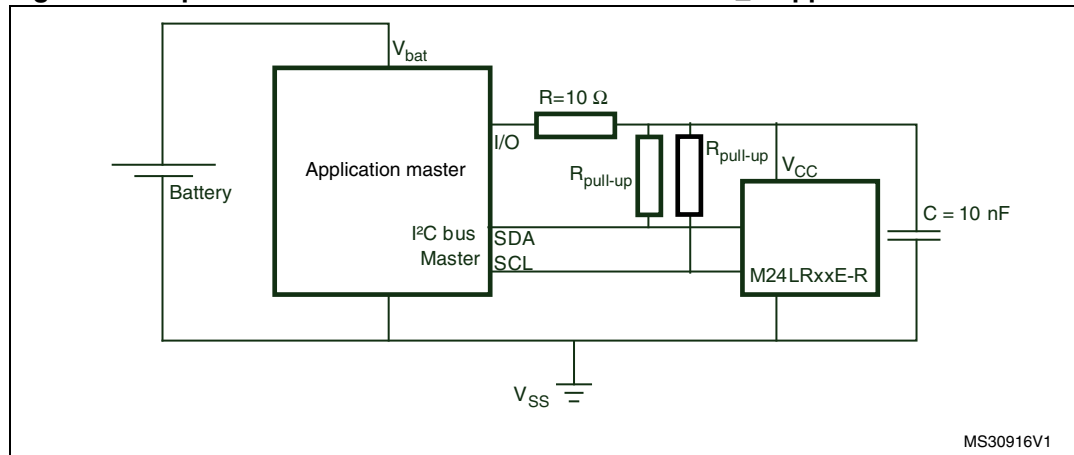 V_bat
R=10 Ω
I/O
R_pull-up
R_pull-up
V_CC
Application master
Battery
C = 10 nF
I²C bus
Master
SDA
SCL
M24LRxxE-R
V_SS
MS30916V1